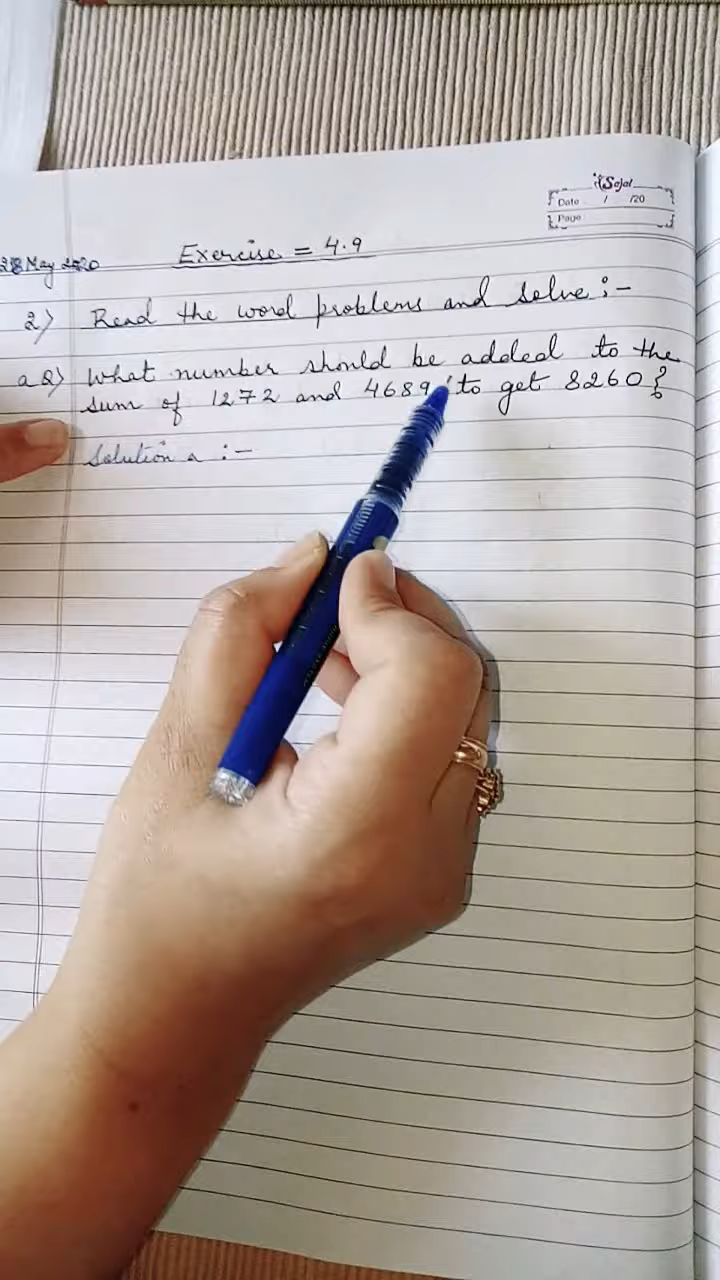 Sajal
Date / /20
Page
28 May 2020
Exercise = 4.9
2) Read the word problems and solve :-
a Q) What number should be added to the
sum of 1272 and 4689 to get 8260?
Solution a :-